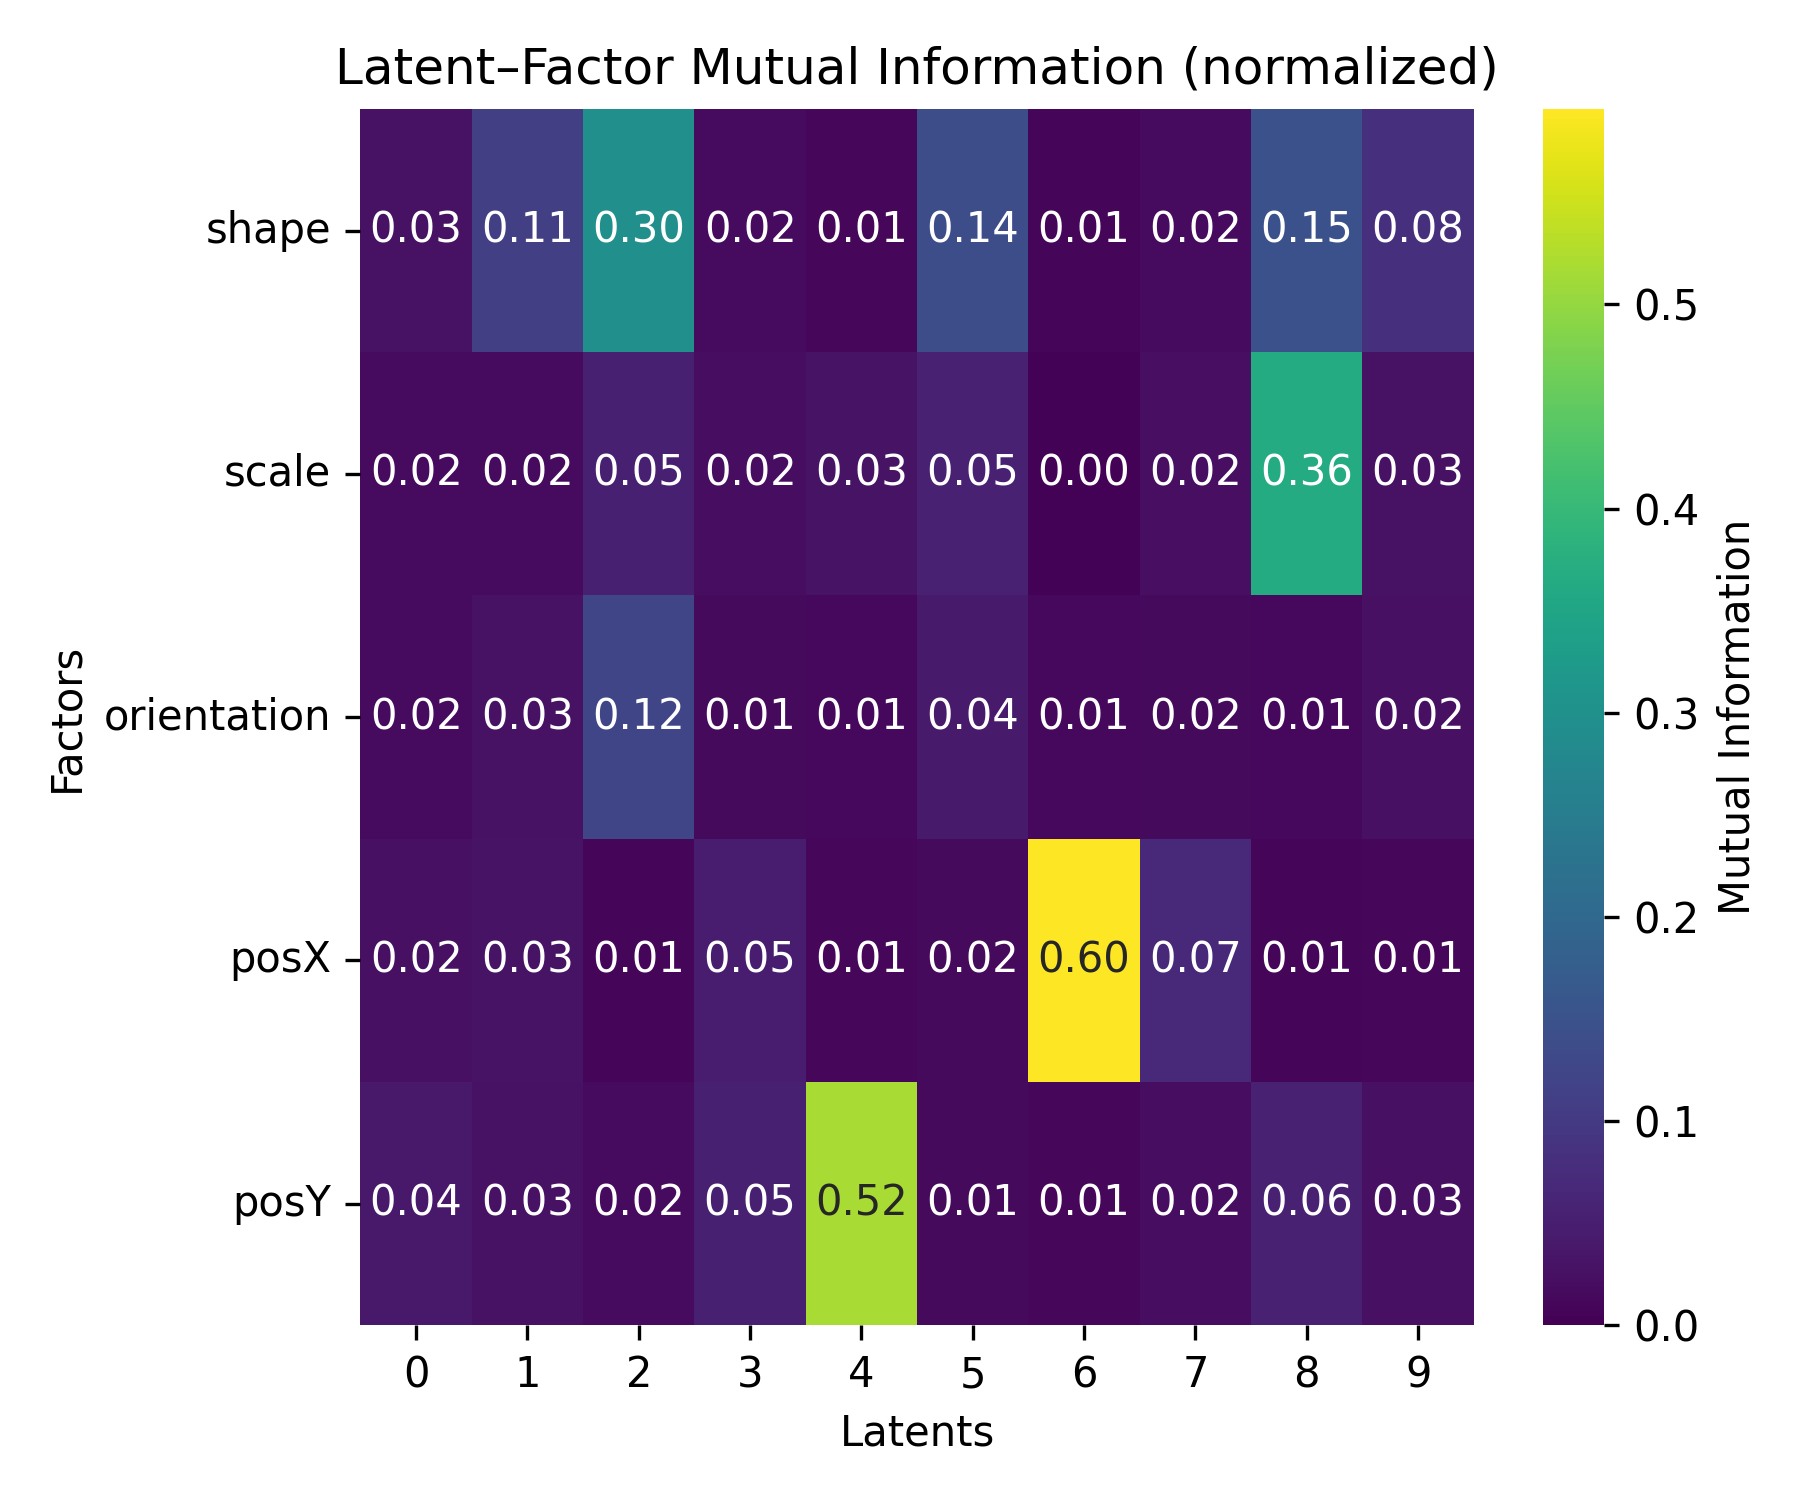 Latent–Factor Mutual Information (normalized)
shape 0.03 0.11 0.30 0.02 0.01 0.14 0.01 0.02 0.15 0.08
scale 0.02 0.02 0.05 0.02 0.03 0.05 0.00 0.02 0.36 0.03
orientation 0.02 0.03 0.12 0.01 0.01 0.04 0.01 0.02 0.01 0.02
posX 0.02 0.03 0.01 0.05 0.01 0.02 0.60 0.07 0.01 0.01
posY 0.04 0.03 0.02 0.05 0.52 0.01 0.01 0.02 0.06 0.03
0 1 2 3 4 5 6 7 8 9
Latents
Factors
0.5
0.4
0.3
0.2
0.1
0.0
Mutual Information